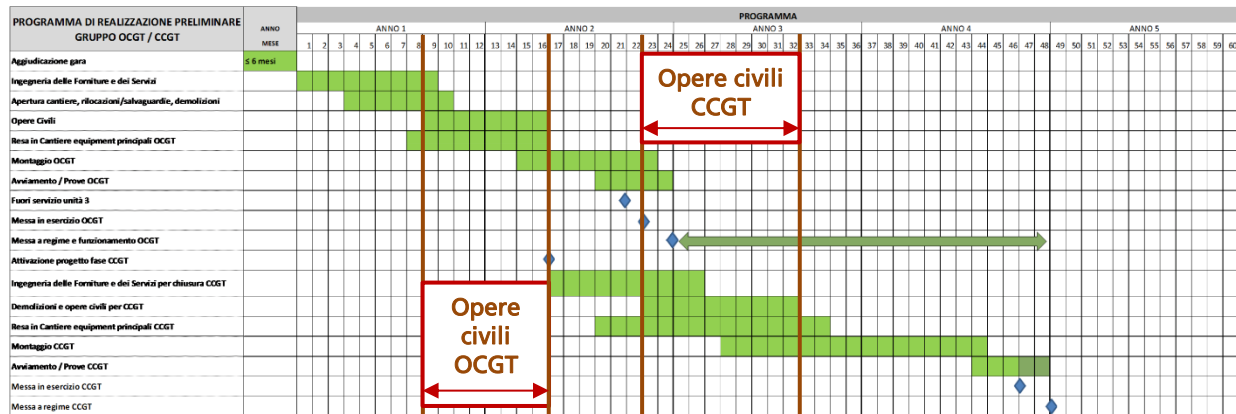 PROGRAMMA DI REALIZZAZIONE PRELIMINARE
GRUPPO OCGT / CCGT
ANNO
MESE
PROGRAMMA
ANNO 1 ANNO 2 ANNO 3 ANNO 4 ANNO 5
1 2 3 4 5 6 7 8 9 10 11 12 13 14 15 16 17 18 19 20 21 22 23 24 25 26 27 28 29 30 31 32 33 34 35 36 37 38 39 40 41 42 43 44 45 46 47 48 49 50 51 52 53 54 55 56 57 58 59 60
Aggiudicazione gara ≤ 6 mesi
Ingegneria delle Forniture e dei Servizi
Apertura cantiere, rilocazioni/salvaguardie, demolizioni
Opere Civili
Resa in Cantiere equipment principali OCGT
Montaggio OCGT
Avviamento / Prove OCGT
Fuori servizio unità 3
Messa in esercizio OCGT
Messa a regime e funzionamento OCGT
Attivazione progetto fase CCGT
Ingegneria delle Forniture e dei Servizi per chiusura CCGT
Demolizioni e opere civili per CCGT
Resa in Cantiere equipment principali CCGT
Montaggio CCGT
Avviamento / Prove CCGT
Messa in esercizio CCGT
Messa a regime CCGT
Opere civili
CCGT
Opere
civili
OCGT